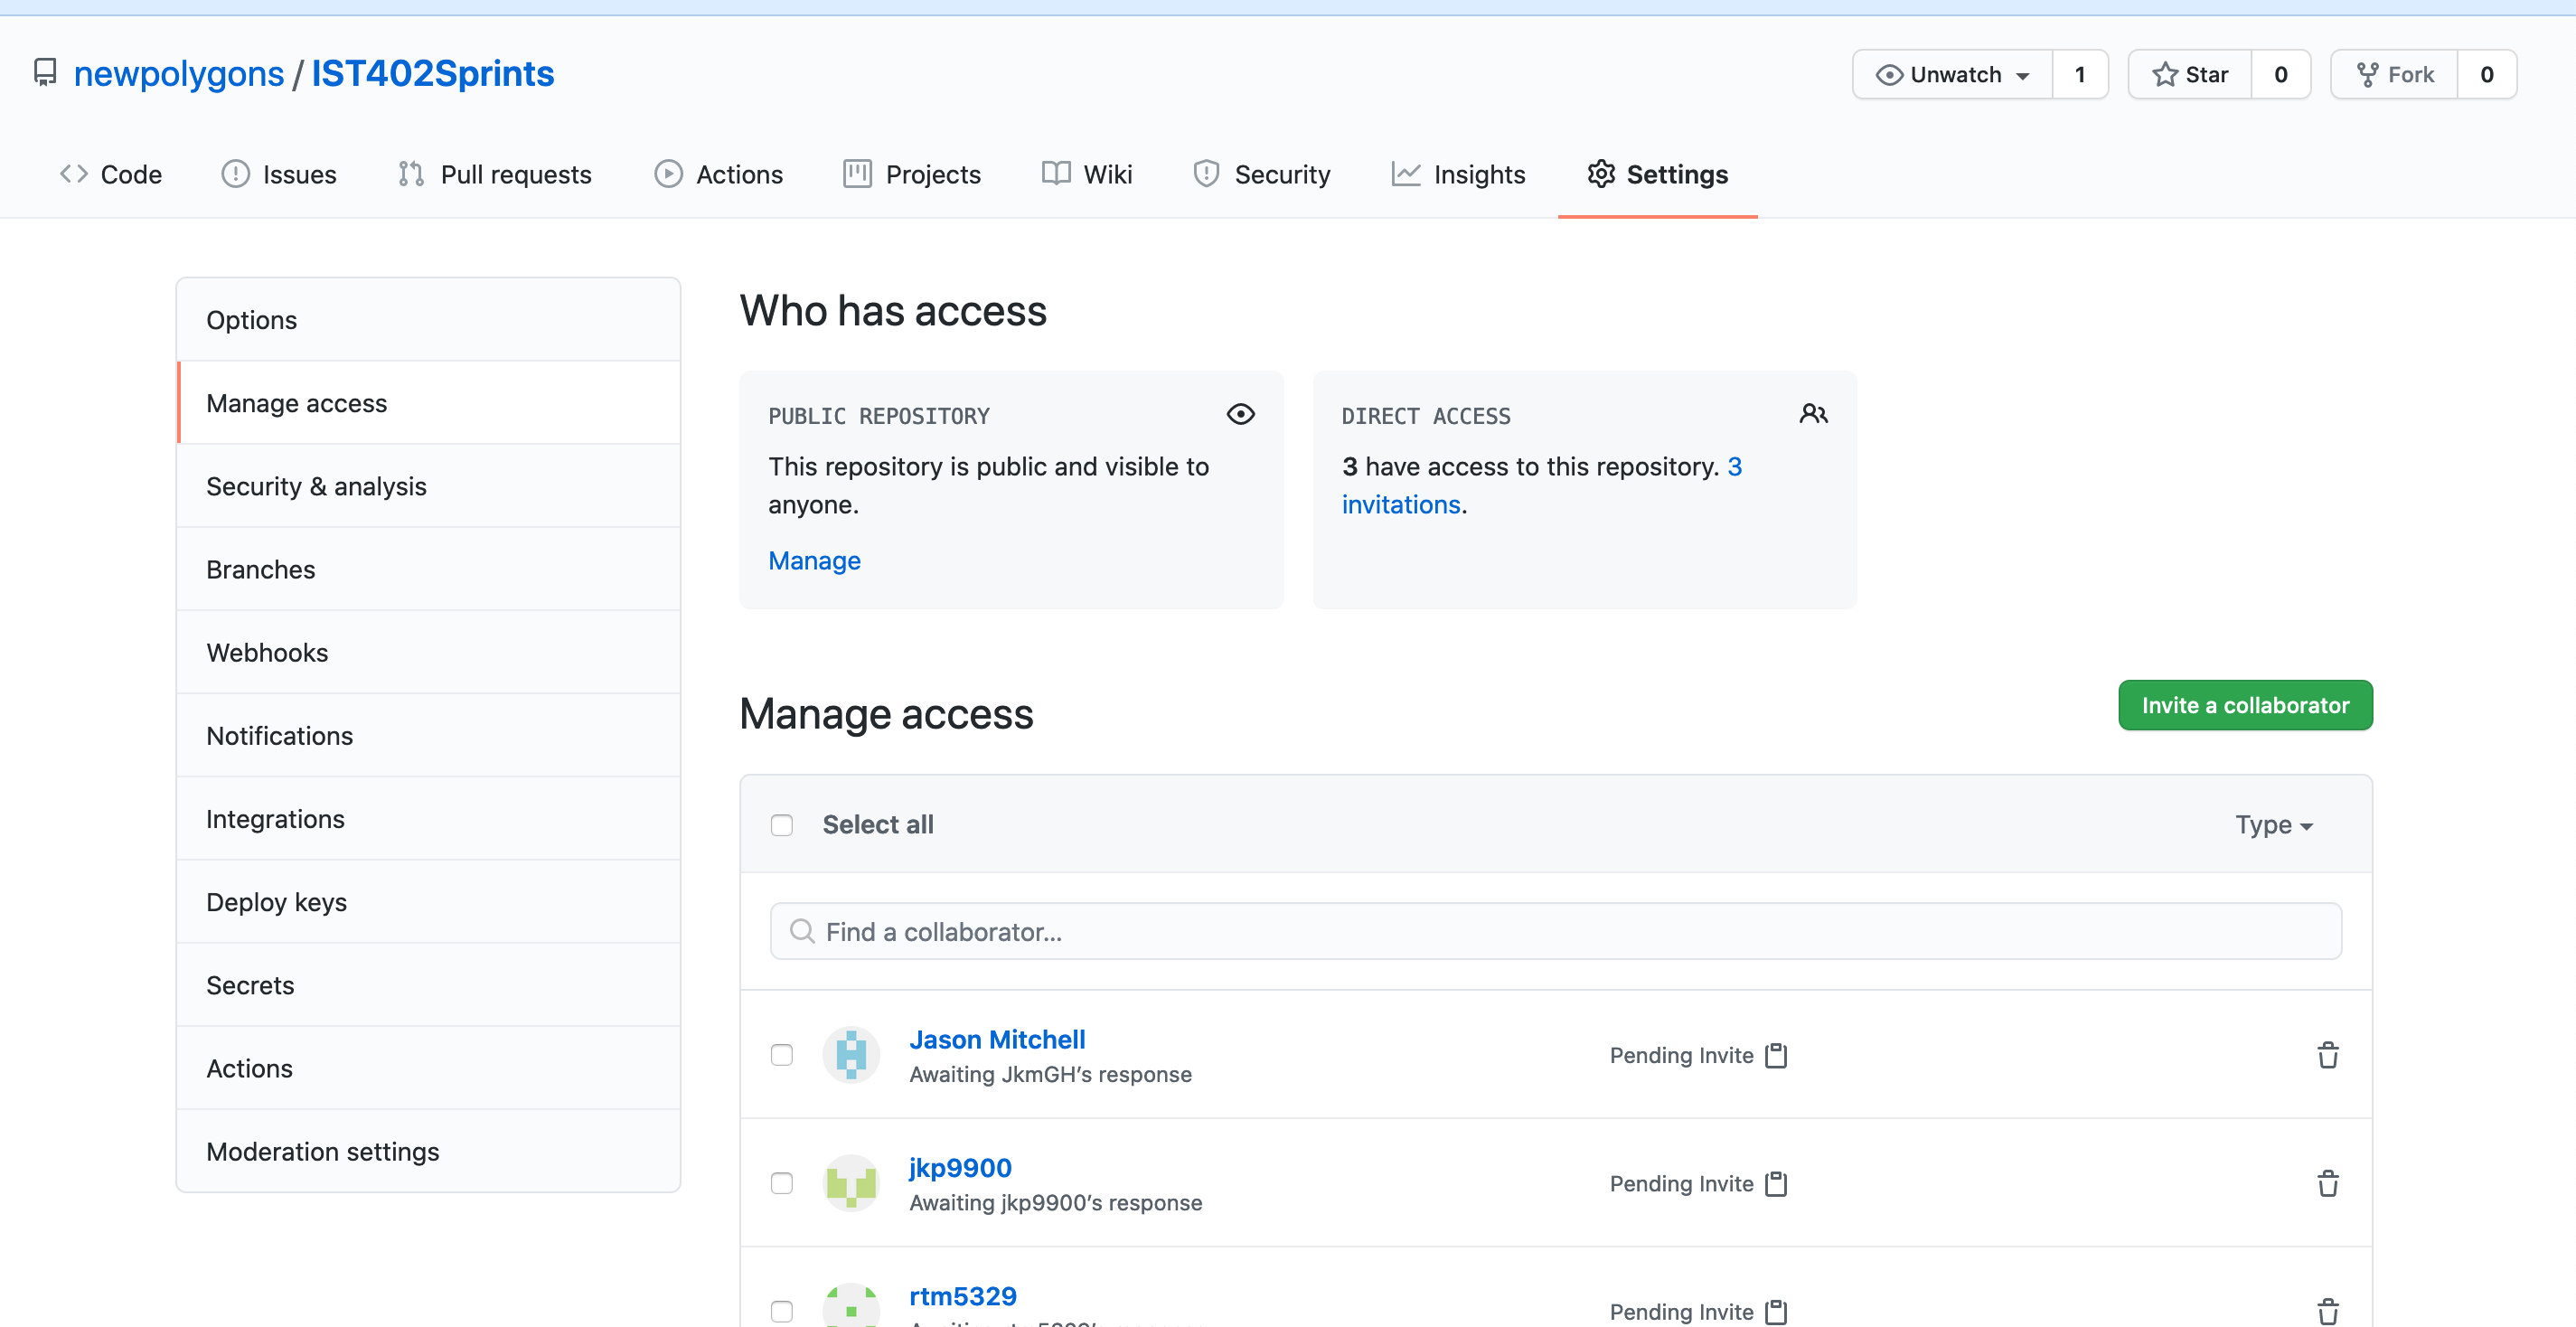 newpolygons / IST402Sprints
Unwatch 1 Star 0 Fork 0
Code Issues Pull requests Actions Projects Wiki Security Insights Settings
Options
Manage access
Security & analysis
Branches
Webhooks
Notifications
Integrations
Deploy keys
Secrets
Actions
Moderation settings
Who has access
PUBLIC REPOSITORY
This repository is public and visible to
anyone.
Manage
DIRECT ACCESS
3 have access to this repository. 3
invitations.
Manage access
Invite a collaborator
Select all
Type
Find a collaborator...
Jason Mitchell
Awaiting JkmGH’s response
Pending Invite
jkp9900
Awaiting jkp9900’s response
Pending Invite
rtm5329
Pending Invite